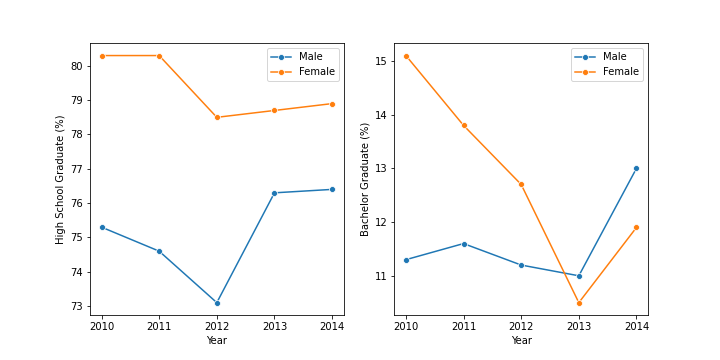 High School Graduate (%)
80
79
78
77
76
75
74
73
2010 2011 2012 2013 2014
Year
Male
Female
Bachelor Graduate (%)
15
14
13
12
11
2010 2011 2012 2013 2014
Year
Male
Female